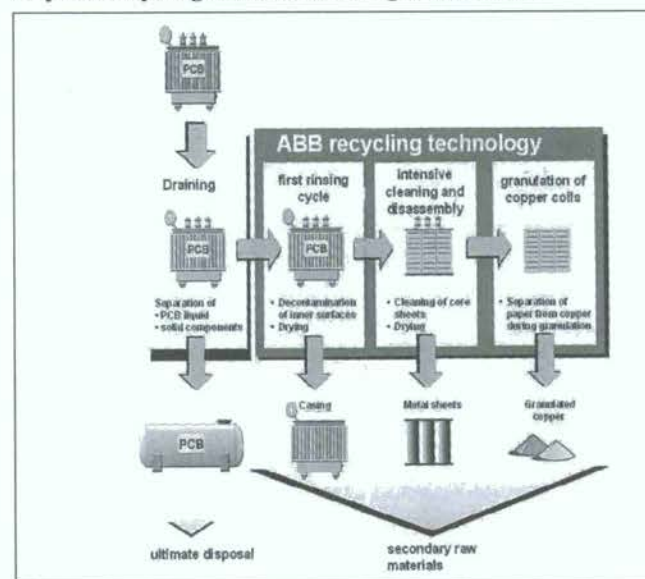 PCB
Draining
ABB recycling technology
first rinsing
cycle
intensive
cleaning and
disassembly
granulation of
copper coils
PCB
PCB
Separation of
• PCB liquid
• solid components
• Decontamination
of inner surfaces
• Drying
• Cleaning of core
sheets
• Drying
• Separation of
paper from copper
during granulation
PCB
Casing
Metal sheets
Granulated
copper
ultimate disposal
secondary raw
materials